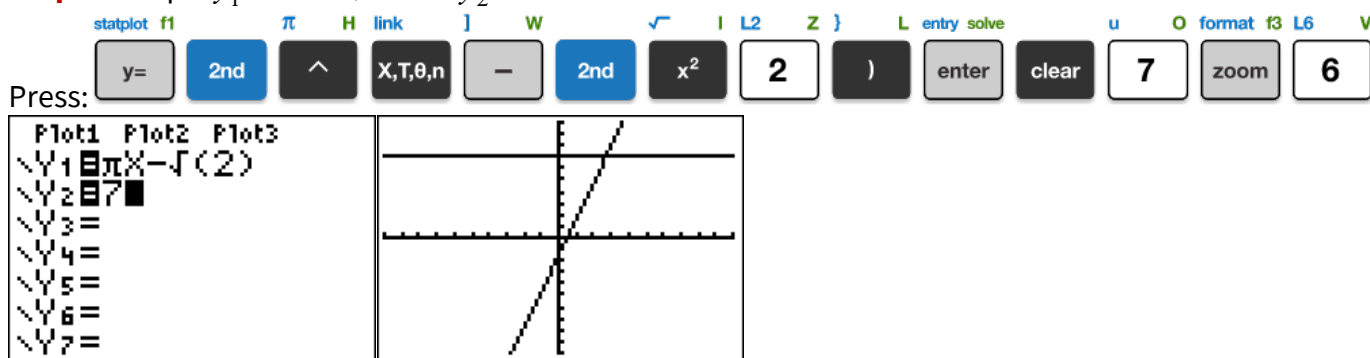 statplot f1 π H link ] W √ I L2 Z } L entry solve u O format f3 L6 V
Press: y= 2nd ^ X,T,θ,n – 2nd x² 2 ) enter clear 7 zoom 6
Plot1 Plot2 Plot3
\Y1=πX-√(2)
\Y2=7
\Y3=
\Y4=
\Y5=
\Y6=
\Y7=